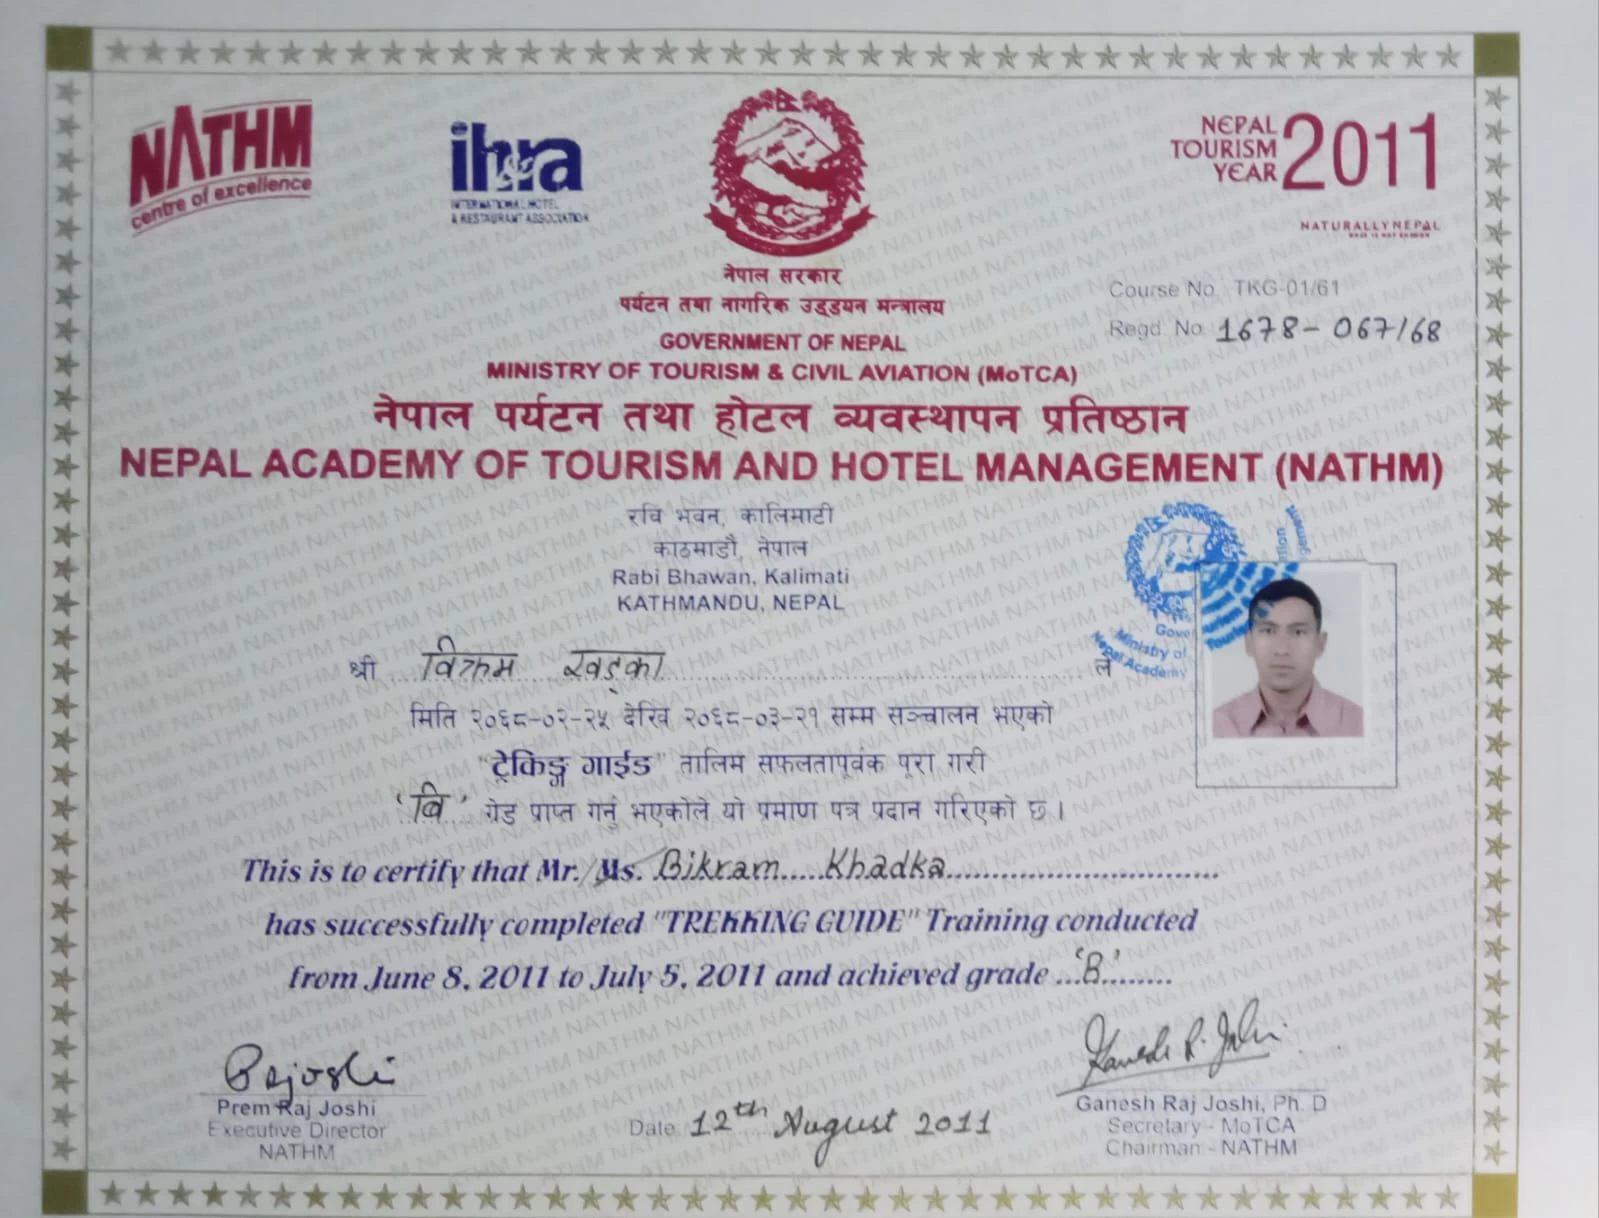 NATHM
centre of excellence
ih&ra
INTERNATIONAL HOTEL
& RESTAURANT ASSOCIATION
NEPAL
TOURISM
YEAR 2011
NATURALLY NEPAL
नेपाल सरकार
पर्यटन तथा नागरिक उड्डयन मन्त्रालय
GOVERNMENT OF NEPAL
MINISTRY OF TOURISM & CIVIL AVIATION (MoTCA)
Course No. TKG-01/61
Regd. No. 1678-067/68
नेपाल पर्यटन तथा होटल व्यवस्थापन प्रतिष्ठान
NEPAL ACADEMY OF TOURISM AND HOTEL MANAGEMENT (NATHM)
रवि भवन, कालिमाटी
काठमाडौं, नेपाल
Rabi Bhawan, Kalimati
KATHMANDU, NEPAL
Ministry of
Nepal Academy
श्री विक्रम खड्का ले
मिति २०६८-०२-२५ देखि २०६८-०३-२१ सम्म सञ्चालन भएको
"ट्रेकिङ्ग गाईड" तालिम सफलतापूर्वक पूरा गरी
'बि' ग्रेड प्राप्त गर्नु भएकोले यो प्रमाण पत्र प्रदान गरिएको छ।
This is to certify that Mr./Ms. Bikram Khadka
has successfully completed "TREKKING GUIDE" Training conducted
from June 8, 2011 to July 5, 2011 and achieved grade 'B'
Prem Raj Joshi
Executive Director
NATHM
Date 12th August 2011
Ganesh Raj Joshi, Ph. D
Secretary - MoTCA
Chairman - NATHM